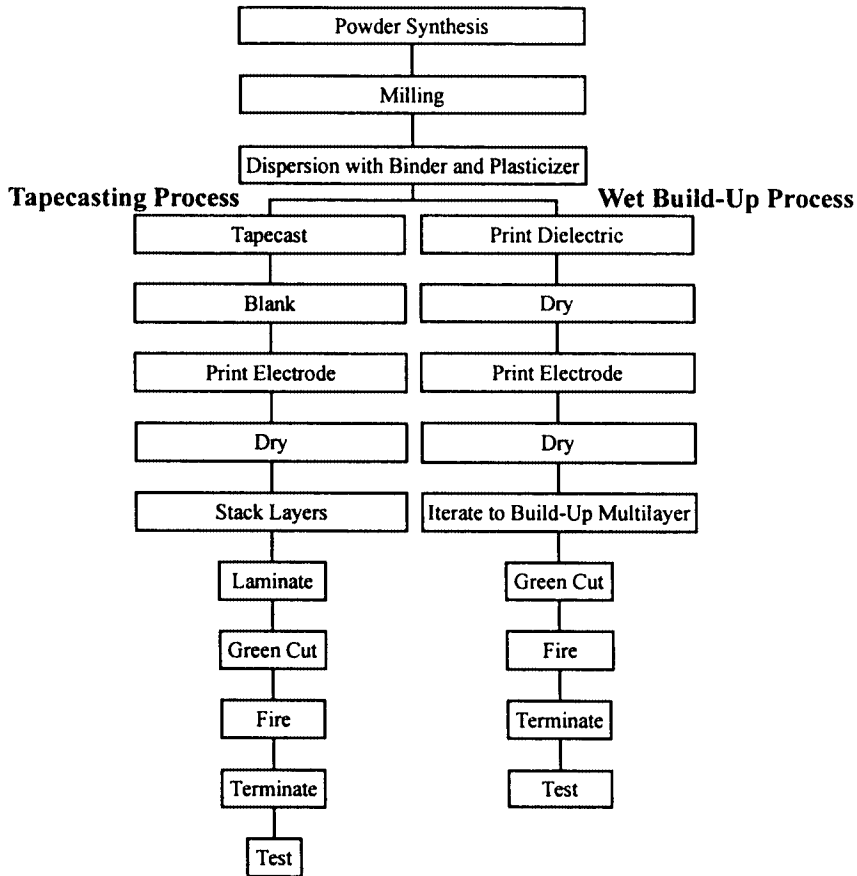 Powder Synthesis
Milling
Dispersion with Binder and Plasticizer
Tapecasting Process
Tapecast
Blank
Print Electrode
Dry
Stack Layers
Laminate
Green Cut
Fire
Terminate
Test
Wet Build-Up Process
Print Dielectric
Dry
Print Electrode
Dry
Iterate to Build-Up Multilayer
Green Cut
Fire
Terminate
Test